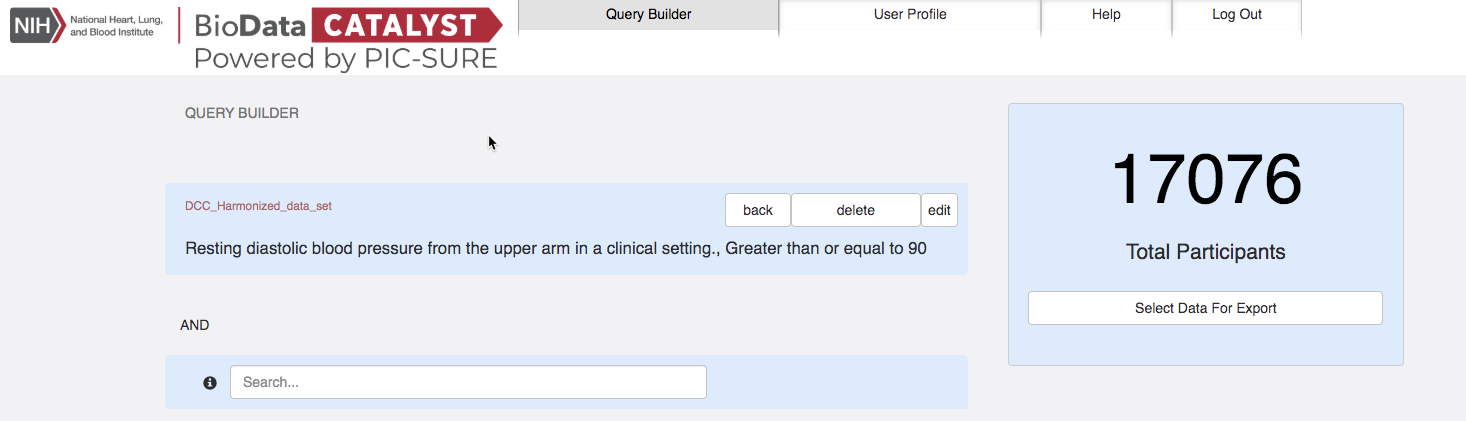 NIH National Heart, Lung, and Blood Institute
BioData CATALYST
Powered by PIC-SURE
Query Builder
User Profile
Help
Log Out
QUERY BUILDER
DCC_Harmonized_data_set
back
delete
edit
Resting diastolic blood pressure from the upper arm in a clinical setting., Greater than or equal to 90
AND
Search...
17076
Total Participants
Select Data For Export